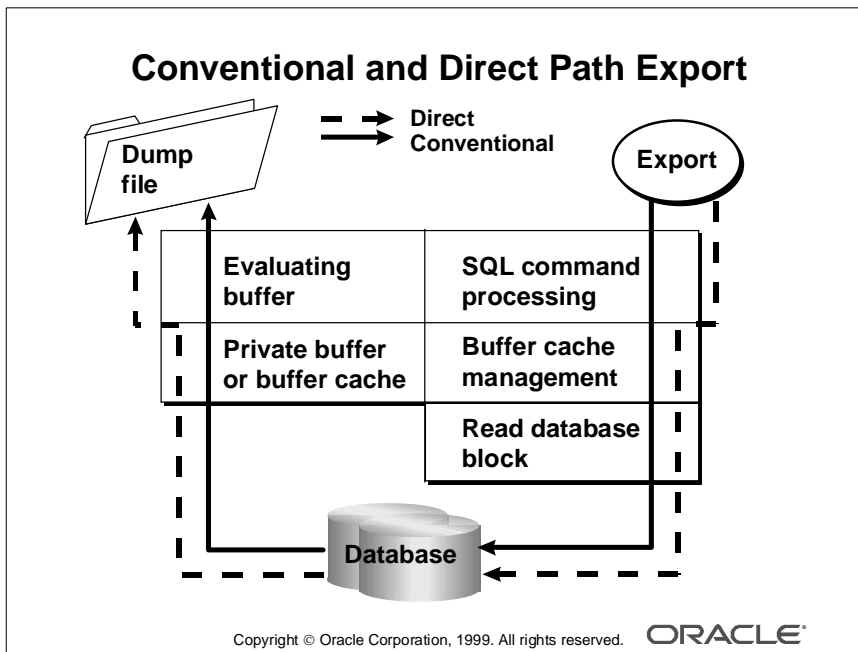 Conventional and Direct Path Export
Direct
Conventional
Dump
file
Export
Evaluating
buffer
SQL command
processing
Private buffer
or buffer cache
Buffer cache
management
Read database
block
Database
Copyright © Oracle Corporation, 1999. All rights reserved.
ORACLE®